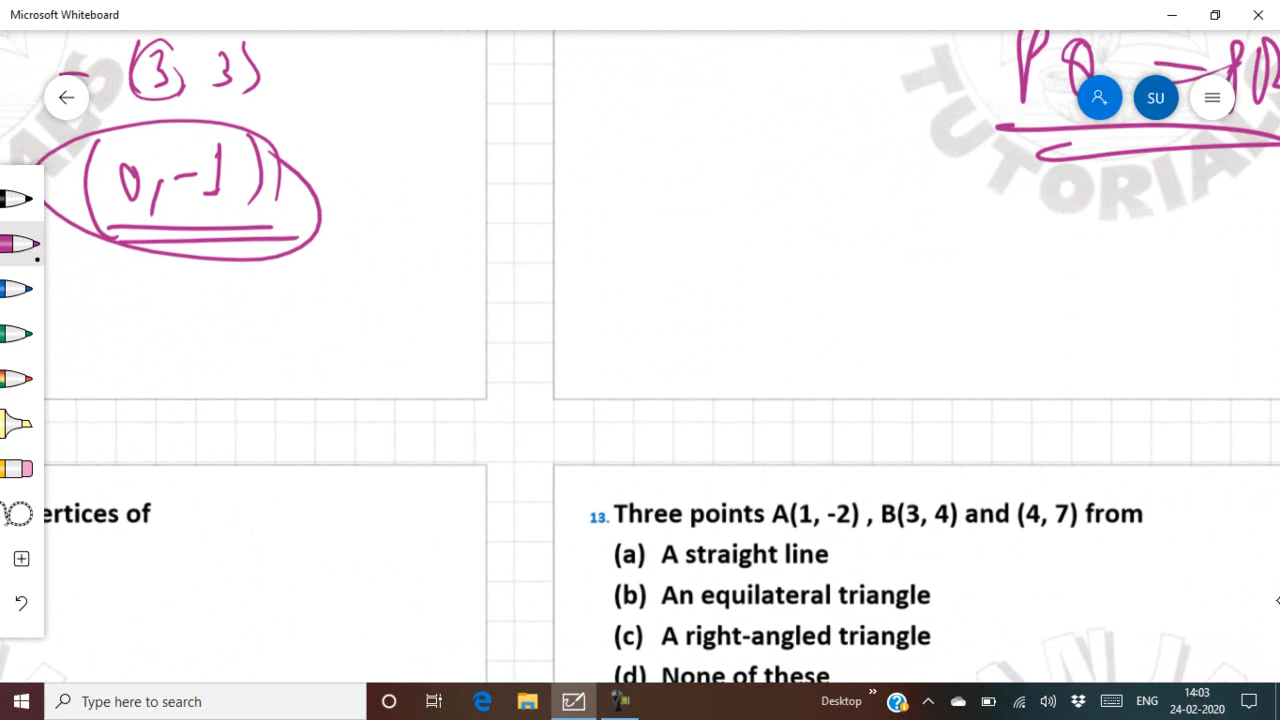 Microsoft Whiteboard
(3, 3)
(0, -1)
PQ =
TUTORIAL
SU
ertices of
13. Three points A(1, -2) , B(3, 4) and (4, 7) from
(a) A straight line
(b) An equilateral triangle
(c) A right-angled triangle
(d) None of these
Type here to search
Desktop
ENG
14:03
24-02-2020